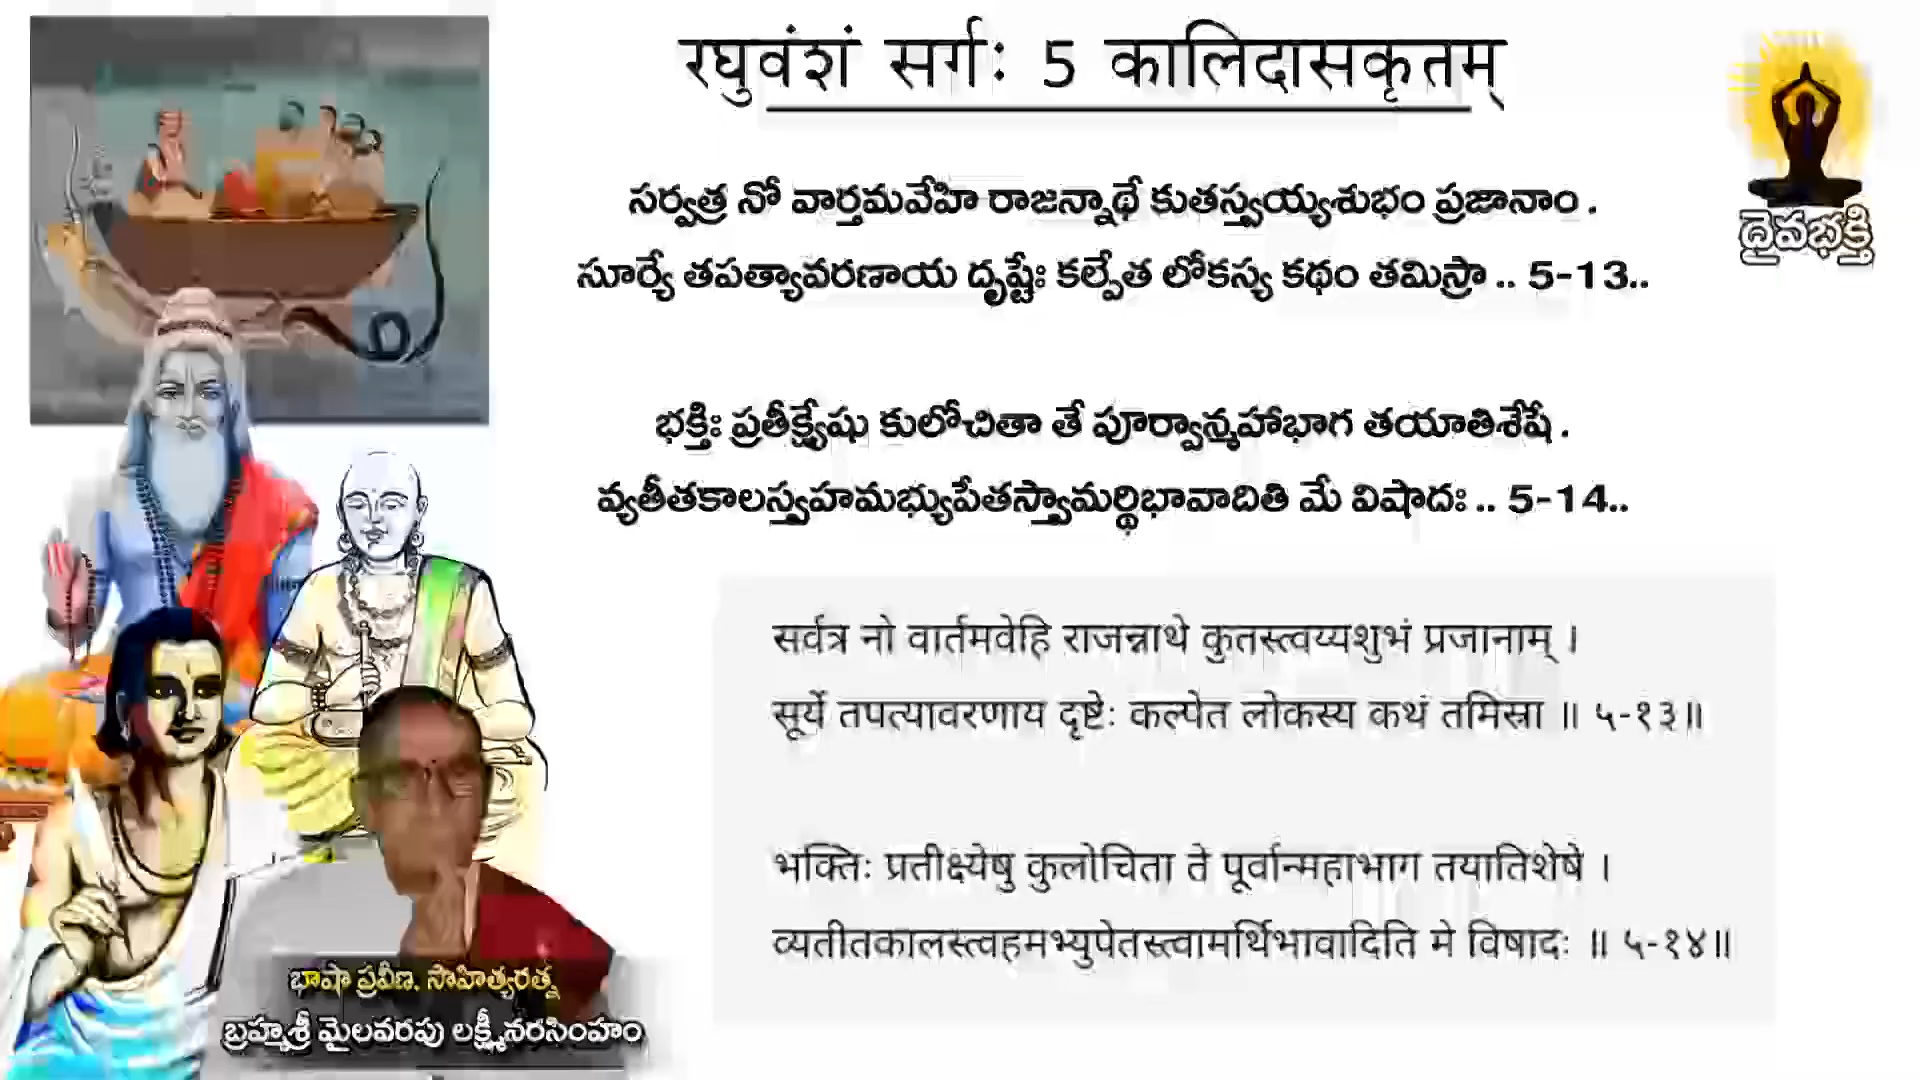 रघुवंशं सर्गः 5 कालिदासकृतम्
దైవభక్తి
సర్వత్ర నో వార్తమవేహి రాజన్నాథే కుతస్త్వయ్యశుభం ప్రజానాం .
సూర్యే తపత్యావరణాయ దృష్టేః కల్పేత లోకస్య కథం తమిస్రా .. 5-13..
భక్తిః ప్రతీక్ష్యేషు కులోచితా తే పూర్వాన్మహాభాగ తయాతిశేషే .
వ్యతీతకాలస్త్వహమభ్యుపేతస్త్వామర్థిభావాదితి మే విషాదః .. 5-14..
सर्वत्र नो वार्तमवेहि राजन्नाथे कुतस्त्वय्यशुभं प्रजानाम् ।
सूर्ये तपत्यावरणाय दृष्टेः कल्पेत लोकस्य कथं तमिस्रा ॥ ५-१३॥
भक्तिः प्रतीक्ष्येषु कुलोचिता ते पूर्वान्महाभाग तयातिशेषे ।
व्यतीतकालस्त्वहमभ्युपेतस्त्वामर्थिभावादिति मे विषादः ॥ ५-१४॥
భాషా ప్రవీణ, సాహిత్యరత్న
బ్రహ్మశ్రీ మైలవరపు లక్ష్మీనరసింహం